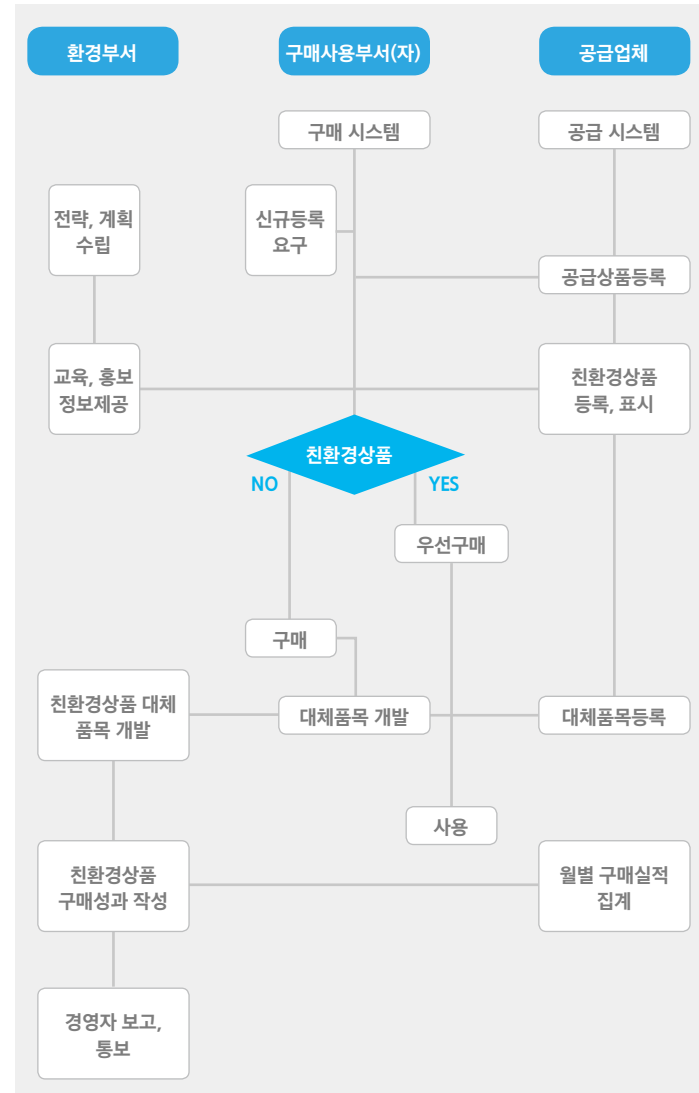 환경부서
구매사용부서(자)
공급업체
구매 시스템
공급 시스템
전략, 계획
수립
신규등록
요구
공급상품등록
교육, 홍보
정보제공
친환경상품
등록, 표시
친환경상품
NO
YES
우선구매
구매
친환경상품 대체
품목 개발
대체품목 개발
대체품목등록
사용
친환경상품
구매성과 작성
월별 구매실적
집계
경영자 보고,
통보